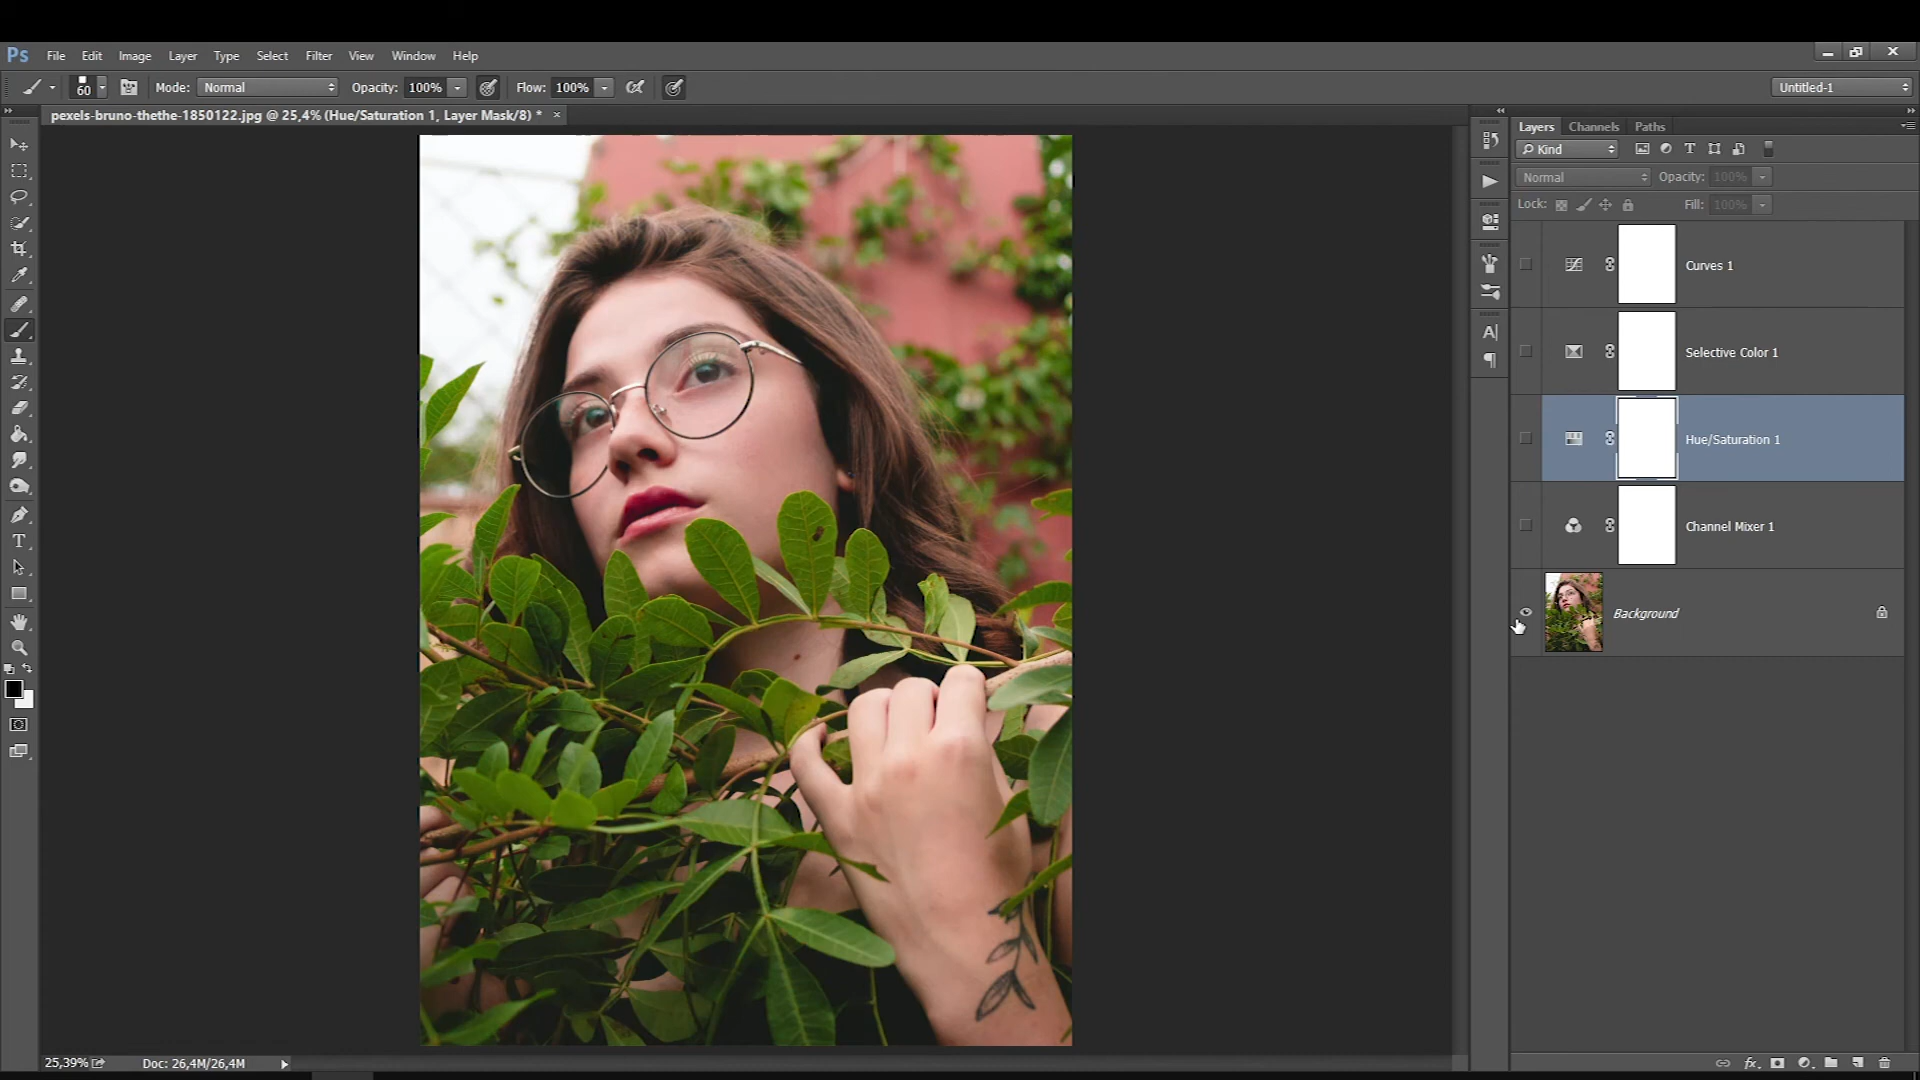 Ps File Edit Image Layer Type Select Filter View Window Help
60 Mode: Normal Opacity: 100% Flow: 100% Untitled-1
pexels-bruno-thethe-1850122.jpg @ 25,4% (Hue/Saturation 1, Layer Mask/8) * ×
Layers Channels Paths
Kind T
Normal Opacity: 100%
Lock: Fill: 100%
Curves 1
Selective Color 1
Hue/Saturation 1
Channel Mixer 1
Background
A|
T
25,39% Doc: 26,4M/26,4M
fx